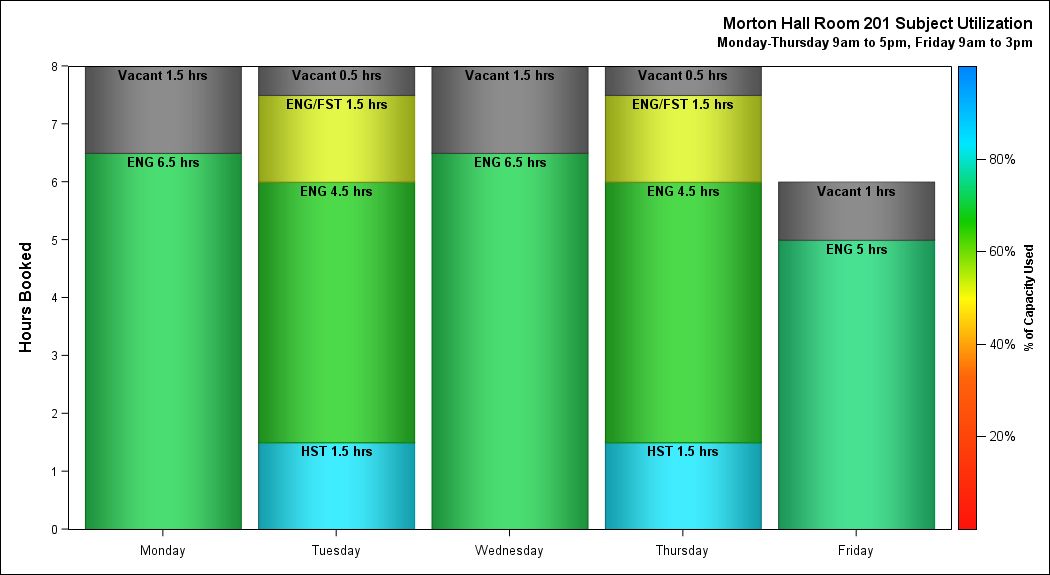 Morton Hall Room 201 Subject Utilization
Monday-Thursday 9am to 5pm, Friday 9am to 3pm
Hours Booked
8
7
6
5
4
3
2
1
0
Vacant 1.5 hrs
ENG 6.5 hrs
Vacant 0.5 hrs
ENG/FST 1.5 hrs
ENG 4.5 hrs
HST 1.5 hrs
Vacant 1.5 hrs
ENG 6.5 hrs
Vacant 0.5 hrs
ENG/FST 1.5 hrs
ENG 4.5 hrs
HST 1.5 hrs
Vacant 1 hrs
ENG 5 hrs
Monday Tuesday Wednesday Thursday Friday
80%
60%
40%
20%
% of Capacity Used